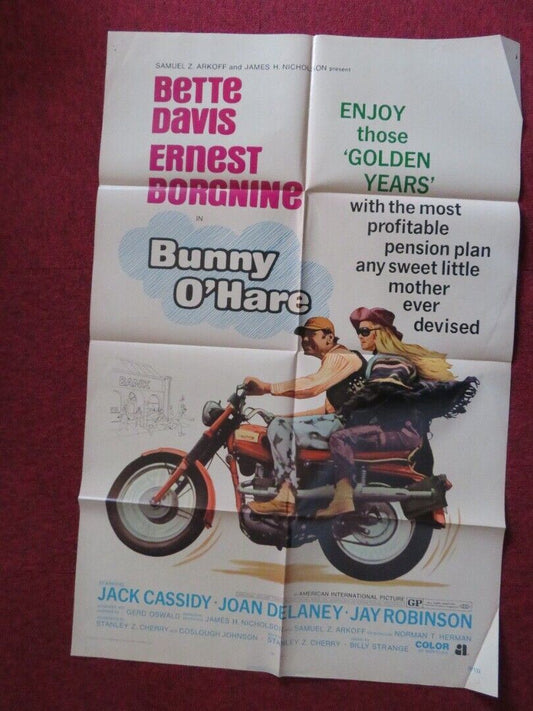 SAMUEL Z. ARKOFF and JAMES H. NICHOLSON present
BETTE
DAVIS
ERNEST
BORGNINE
IN
Bunny
O'Hare
ENJOY
those
'GOLDEN
YEARS'
with the most
profitable
pension plan
any sweet little
mother
ever
devised
BANK
JACK CASSIDY · JOAN DELANEY · JAY ROBINSON
AN AMERICAN INTERNATIONAL PICTURE GP
GERD OSWALD JAMES H. NICHOLSON and SAMUEL Z. ARKOFF NORMAN T. HERMAN
STANLEY Z. CHERRY and COSLOUGH JOHNSON STANLEY Z. CHERRY BILLY STRANGE COLOR